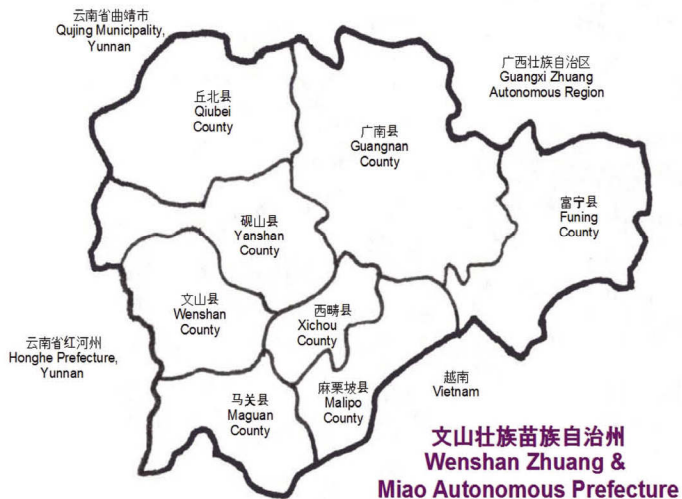 云南省曲靖市
Qujing Municipality,
Yunnan
广西壮族自治区
Guangxi Zhuang
Autonomous Region
丘北县
Qiubei
County
广南县
Guangnan
County
富宁县
Funing
County
砚山县
Yanshan
County
文山县
Wenshan
County
西畴县
Xichou
County
云南省红河州
Honghe Prefecture,
Yunnan
马关县
Maguan
County
麻栗坡县
Malipo
County
越南
Vietnam
文山壮族苗族自治州
Wenshan Zhuang &
Miao Autonomous Prefecture